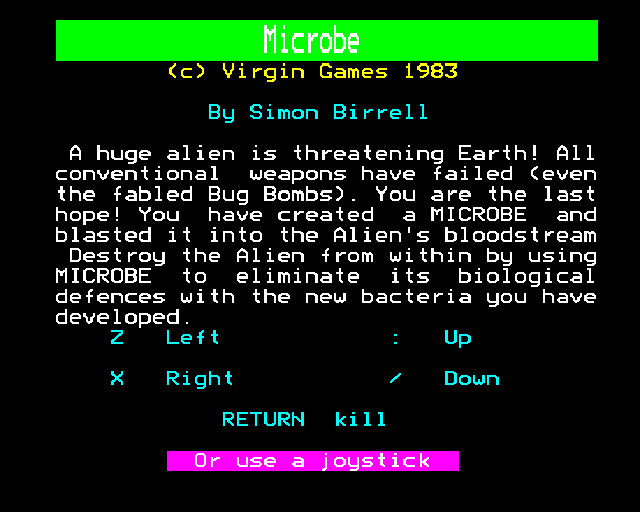 Microbe
(c) Virgin Games 1983
By Simon Birrell
A huge alien is threatening Earth! All
conventional weapons have failed (even
the fabled Bug Bombs). You are the last
hope! You have created a MICROBE and
blasted it into the Alien's bloodstream
Destroy the Alien from within by using
MICROBE to eliminate its biological
defences with the new bacteria you have
developed.
Z Left : Up
X Right / Down
RETURN kill
Or use a joystick